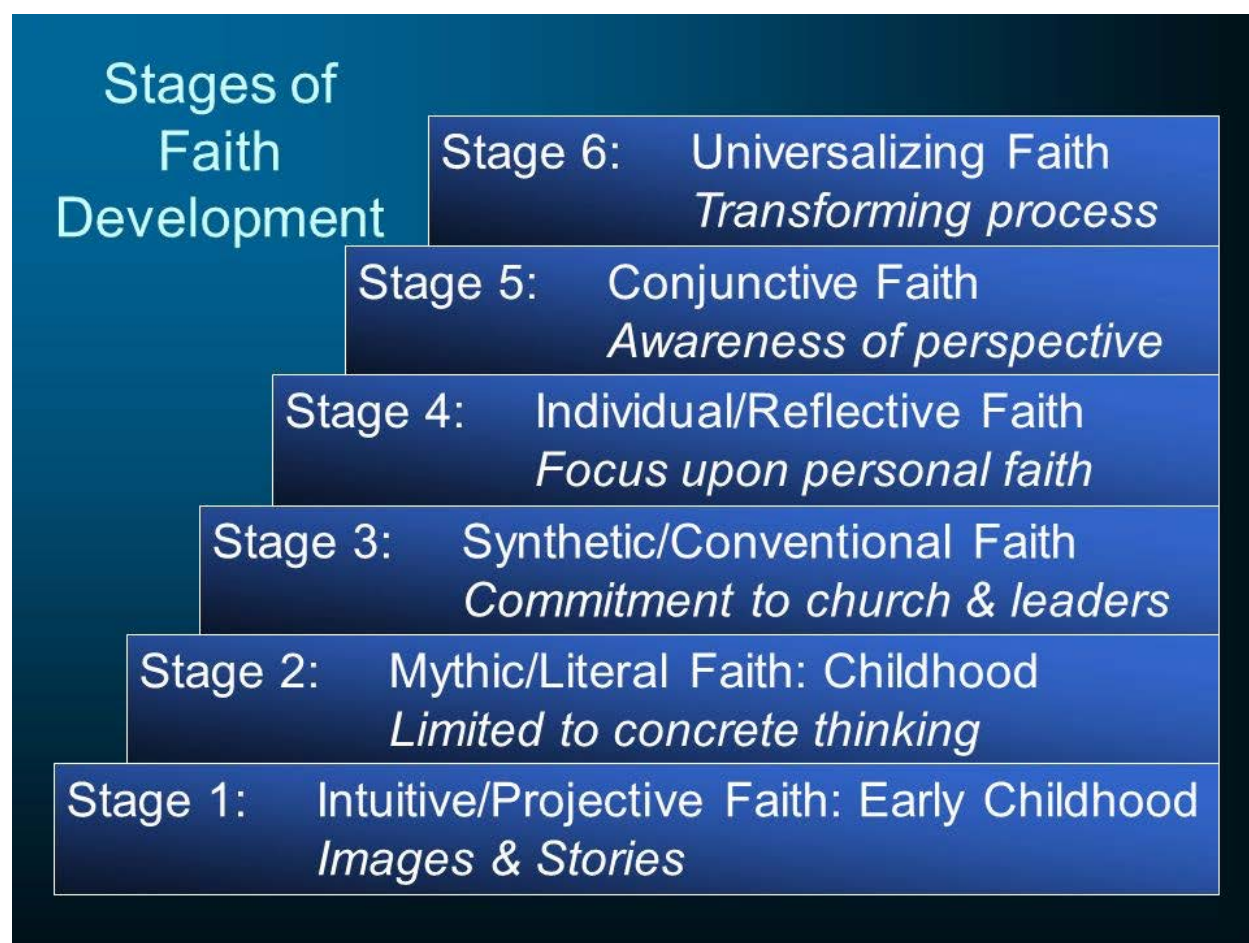 Stages of
Faith
Development
Stage 6: Universalizing Faith
Transforming process
Stage 5: Conjunctive Faith
Awareness of perspective
Stage 4: Individual/Reflective Faith
Focus upon personal faith
Stage 3: Synthetic/Conventional Faith
Commitment to church & leaders
Stage 2: Mythic/Literal Faith: Childhood
Limited to concrete thinking
Stage 1: Intuitive/Projective Faith: Early Childhood
Images & Stories